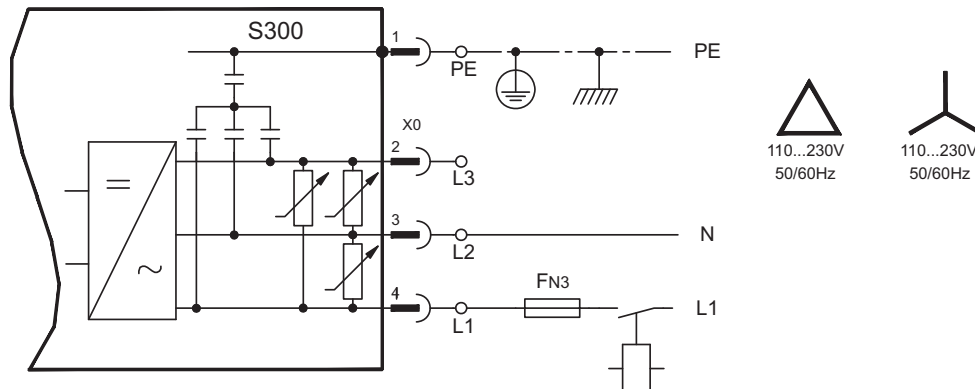 S300
1
PE
PE
X0
2
L3
3
L2
N
4
L1
FN3
L1
110...230V
50/60Hz
110...230V
50/60Hz